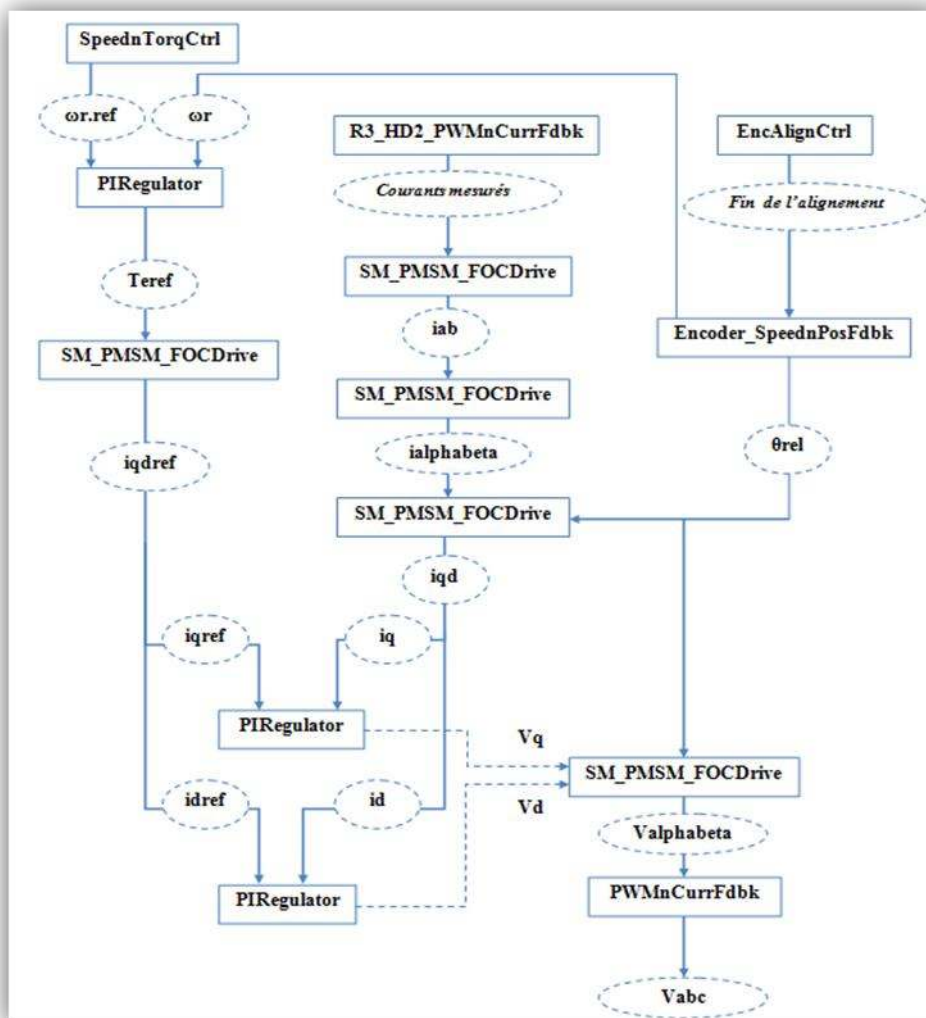 SpeednTorqCtrl
ωr.ref
ωr
R3_HD2_PWMnCurrFdbk
EncAlignCtrl
PIRegulator
Courants mesurés
Fin de l'alignement
Teref
SM_PMSM_FOCDrive
iab
Encoder_SpeednPosFdbk
SM_PMSM_FOCDrive
SM_PMSM_FOCDrive
iqdref
ialphabeta
θrel
SM_PMSM_FOCDrive
iqd
iqref
iq
PIRegulator
Vq
SM_PMSM_FOCDrive
idref
id
Vd
Valphabeta
PIRegulator
PWMnCurrFdbk
Vabc